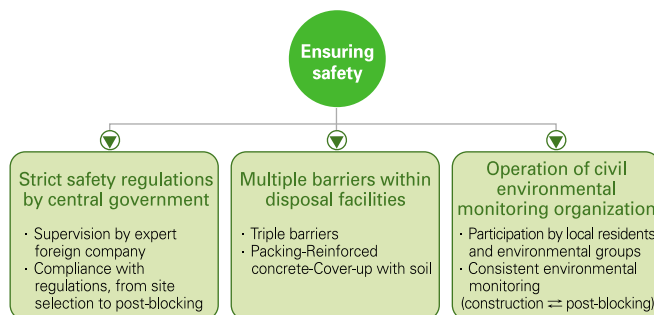 Ensuring
safety
Strict safety regulations
by central government
· Supervision by expert
foreign company
· Compliance with
regulations, from site
selection to post-blocking
Multiple barriers within
disposal facilities
· Triple barriers
· Packing-Reinforced
concrete-Cover-up with soil
Operation of civil
environmental
monitoring organization
· Participation by local residents
and environmental groups
· Consistent environmental
monitoring
(construction ⇄ post-blocking)